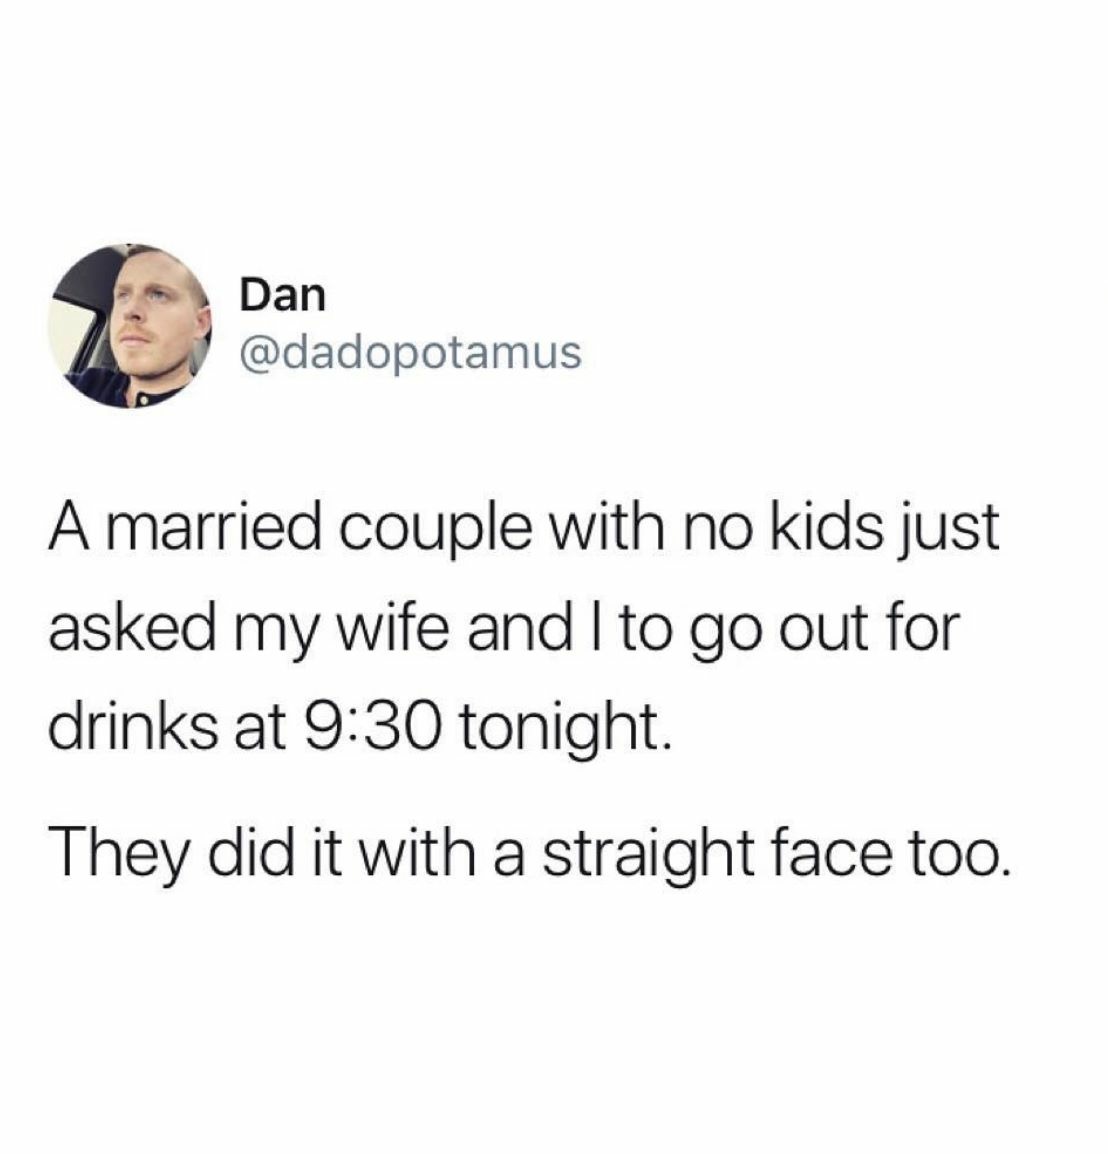 Dan
@dadopotamus
A married couple with no kids just
asked my wife and I to go out for
drinks at 9:30 tonight.
They did it with a straight face too.